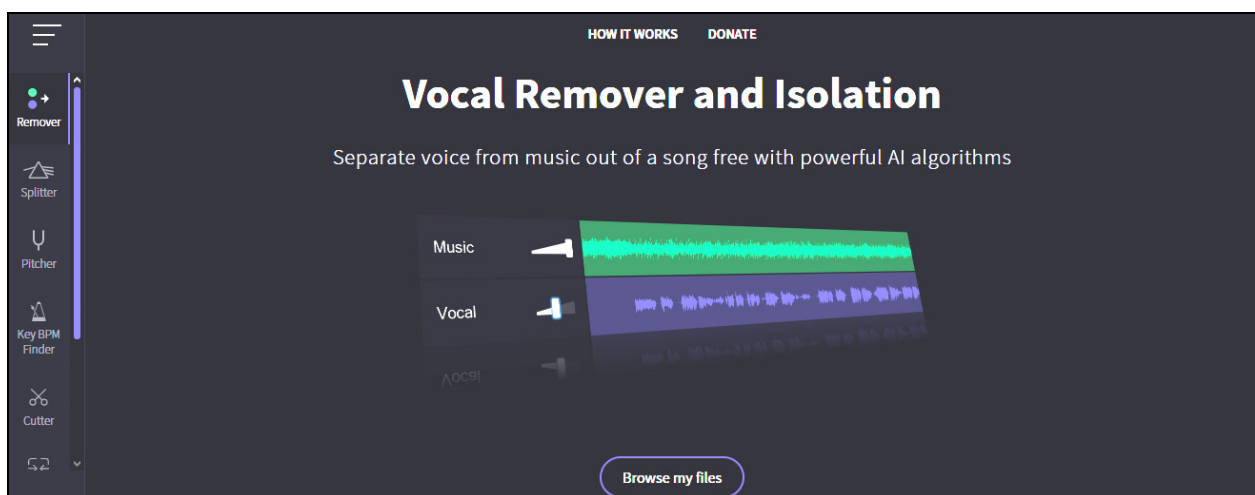 HOW IT WORKS DONATE
Vocal Remover and Isolation
Separate voice from music out of a song free with powerful AI algorithms
Remover
Splitter
Pitcher
Key BPM
Finder
Cutter
Music
Vocal
Vocal
Browse my files